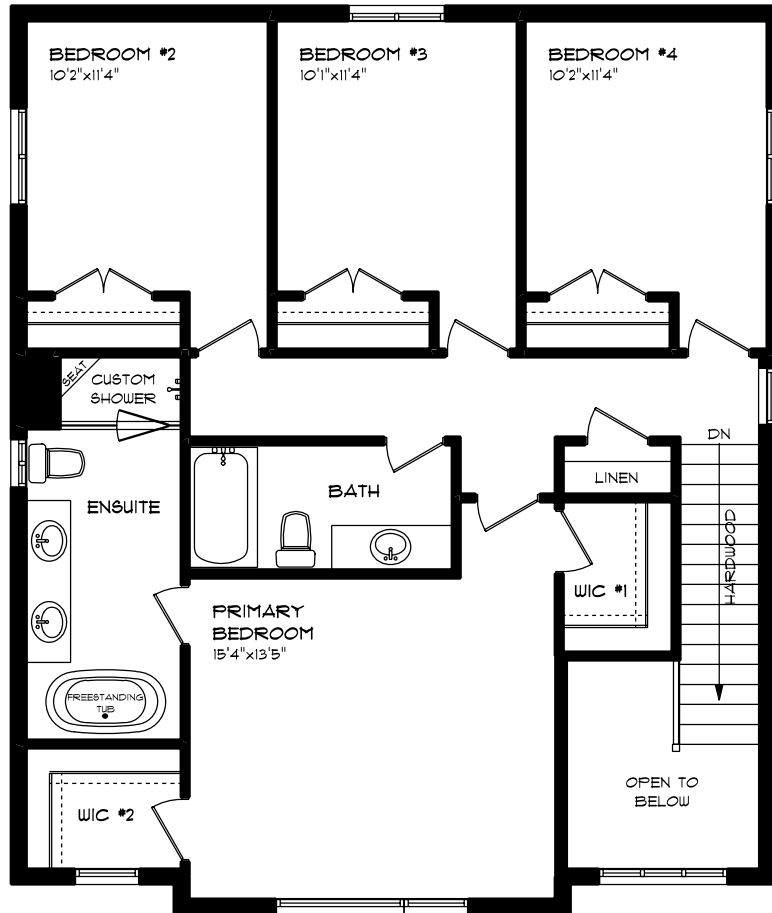 BEDROOM #2
10'2"x11'4"
BEDROOM #3
10'1"x11'4"
BEDROOM #4
10'2"x11'4"
SEAT
CUSTOM
SHOWER
DN
LINEN
BATH
ENSUITE
HARDWOOD
WIC #1
PRIMARY
BEDROOM
15'4"x13'5"
FREESTANDING
TUB
OPEN TO
BELOW
WIC #2